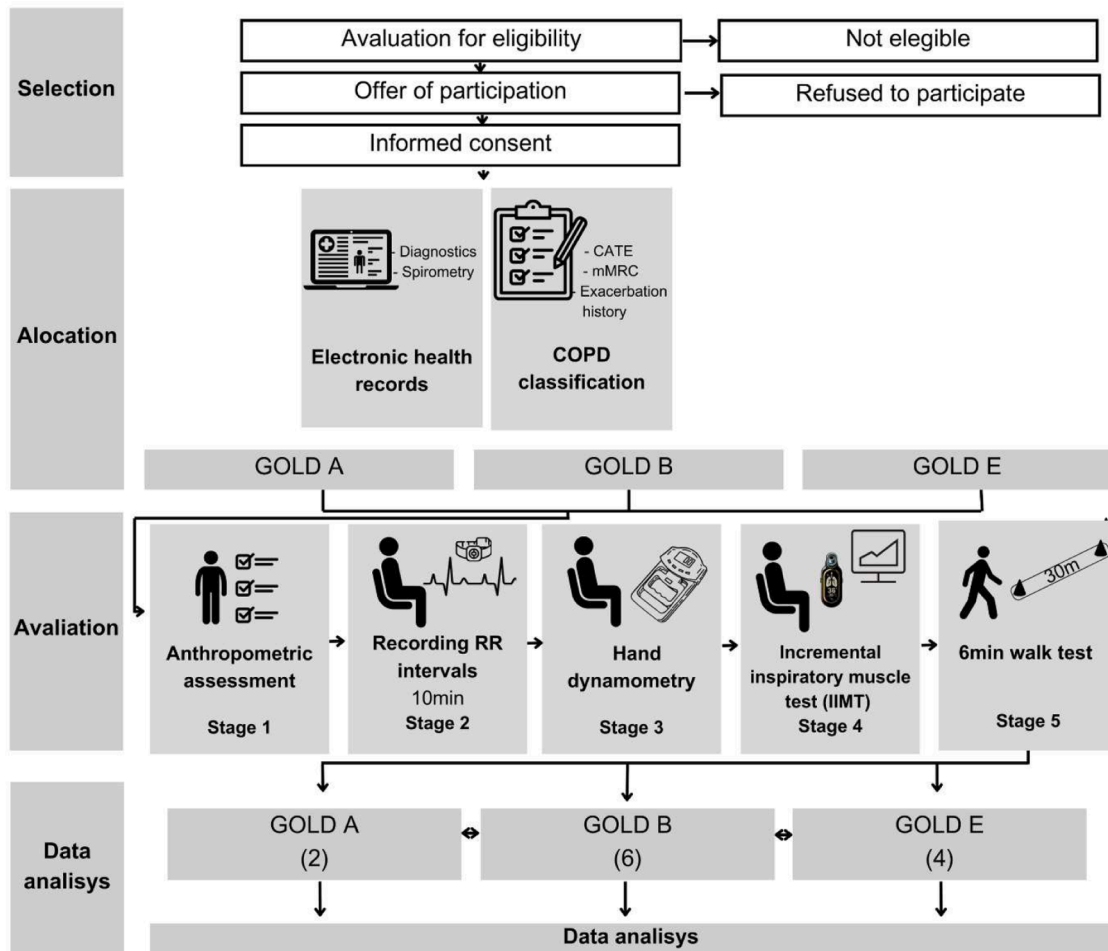 Selection
Avaluation for eligibility
Not elegible
Offer of participation
Refused to participate
Informed consent
Alocation
- Diagnostics
- Spirometry
Electronic health
records
- CATE
- mMRC
- Exacerbation
history
COPD
classification
GOLD A
GOLD B
GOLD E
Avaliation
Anthropometric
assessment
Stage 1
Recording RR
intervals
10min
Stage 2
Hand
dynamometry
Stage 3
Incremental
inspiratory muscle
test (IIMT)
Stage 4
30m
6min walk test
Stage 5
Data
analisys
GOLD A
(2)
GOLD B
(6)
GOLD E
(4)
Data analisys